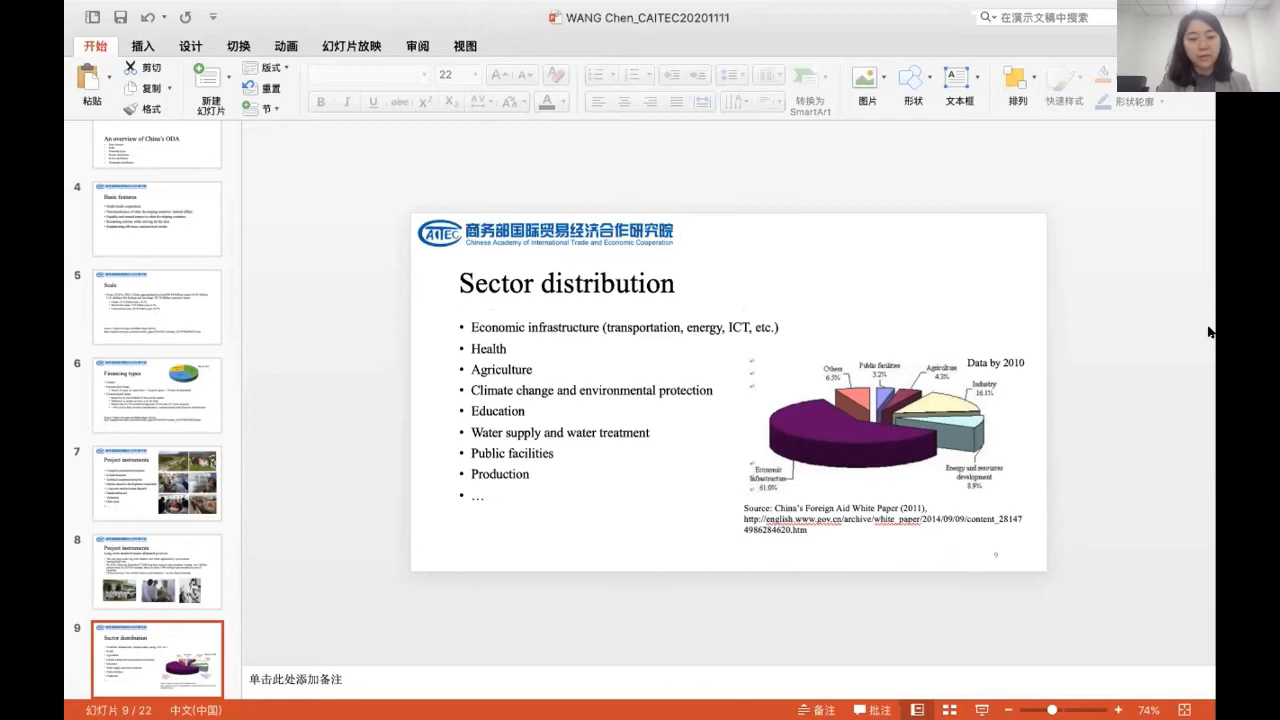 WANG Chen_CAITEC20201111
在演示文稿中搜索
开始 插入 设计 切换 动画 幻灯片放映 审阅 视图
粘贴
剪切
复制
格式
新建
幻灯片
版式
重置
节
22
转换为
SmartArt
图片
形状
文本框
排列
快速样式
形状轮廓
An overview of China's ODA
4
Basic features
5
Scale
6
Financing types
7
Project instruments
8
Project instruments
9
Sector distribution
CAITEC 商务部国际贸易经济合作研究院
Chinese Academy of International Trade and Economic Cooperation
Sector distribution
• Economic infrastructure (transportation, energy, ICT, etc.)
• Health
• Agriculture
• Climate change and environmental protection
• Education
• Water supply and water treatment
• Public facilities
• Production
• …
Data by 2010
Others
6.5%
Public facilities
3.2%
Agriculture
4.3%
Industry
16.1%
Energy and resources
development
8.9%
Economic
infrastructure
61.0%
Source: China's Foreign Aid White Paper (2011),
http://english.www.gov.cn/archive/white_paper/2014/09/09/content_28147
4986284620.htm
9
单击此处添加备注
幻灯片 9 / 22 中文(中国) 备注 批注 74%